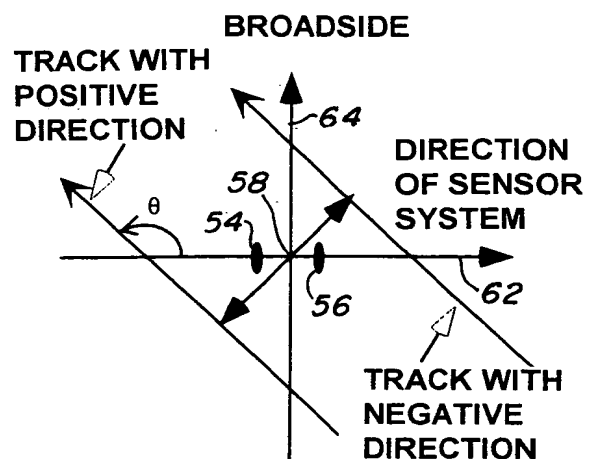 BROADSIDE
TRACK WITH
POSITIVE
DIRECTION
64
DIRECTION
OF SENSOR
SYSTEM
θ
54
58
56
62
TRACK WITH
NEGATIVE
DIRECTION